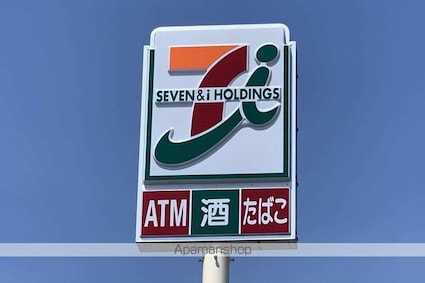 SEVEN & i HOLDINGS
ATM 酒 たばこ
Apamanshop